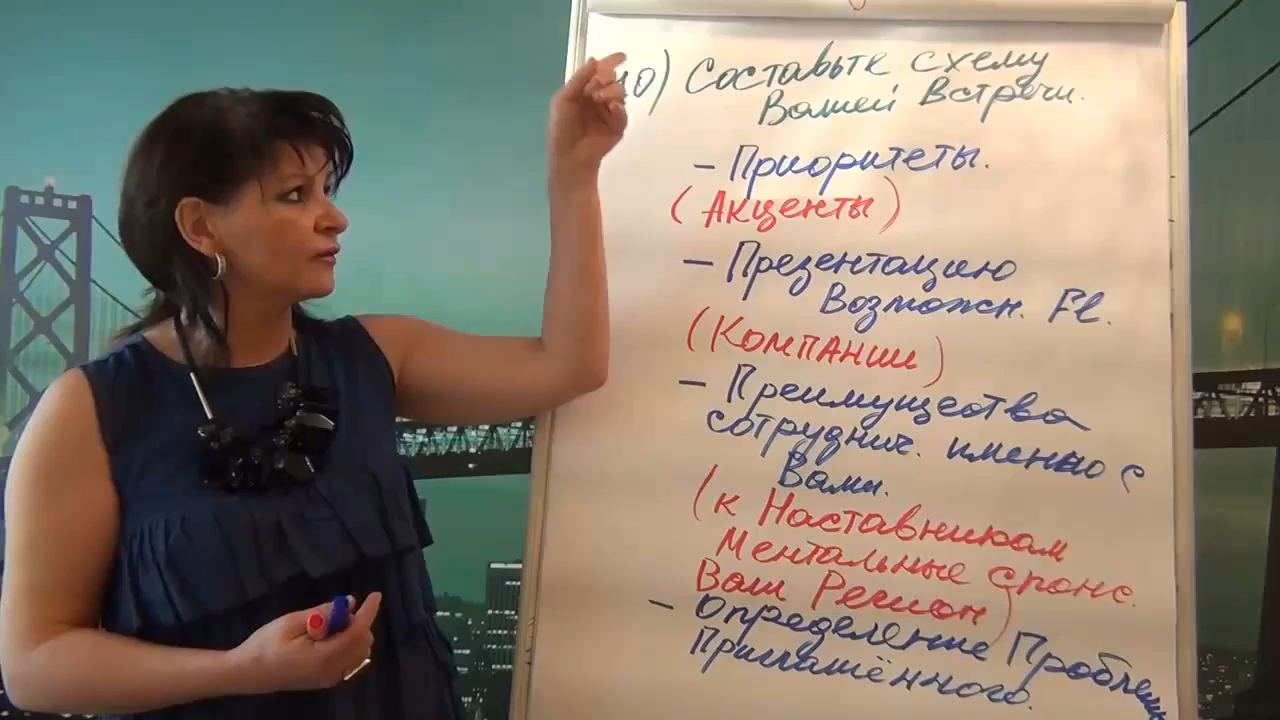 10) Составьте схему
Вашей Встречи.
- Приоритеты.
(Акценты)
- Презентацию
Возможн. Fl.
(Компании)
- Преимущества
сотруднич. именно с
Вами.
(к Наставникам
Ментальные спонс.
Ваш Регион)
- Определение Проблемы
Приглашённого.